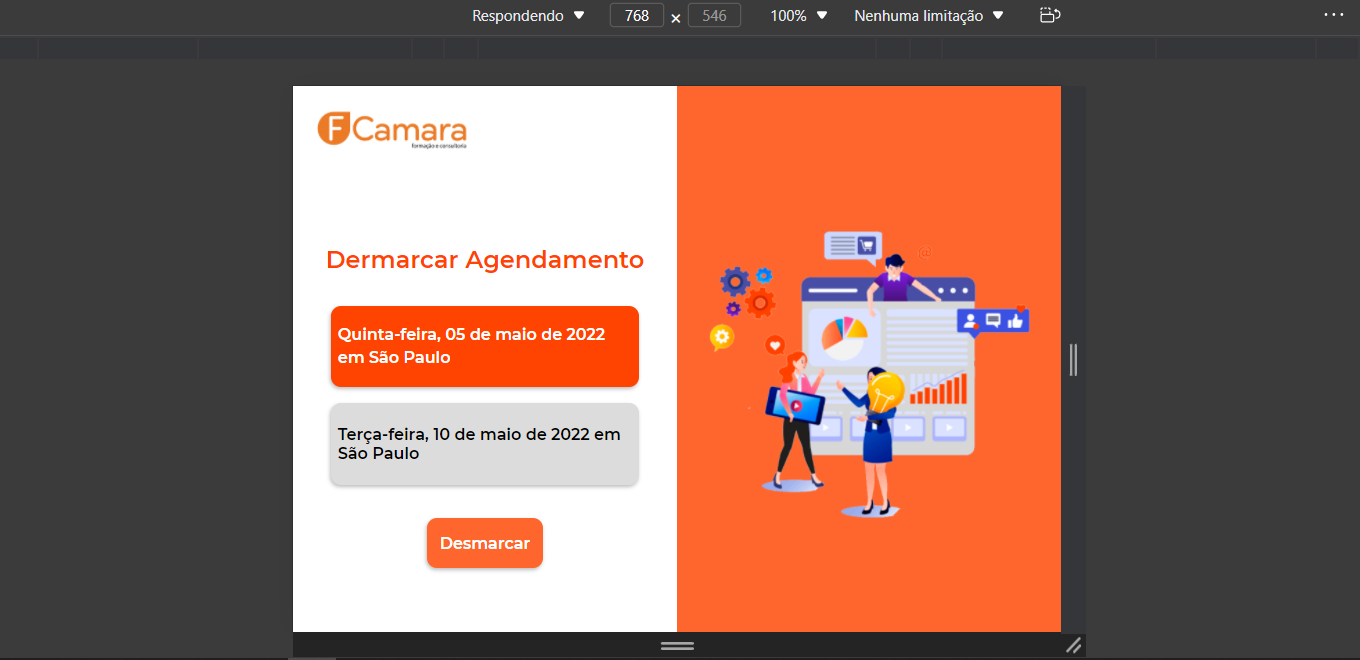 Respondendo 768 × 546 100% Nenhuma limitação
F Camara
formação e consultoria
Dermarcar Agendamento
Quinta-feira, 05 de maio de 2022
em São Paulo
Terça-feira, 10 de maio de 2022 em
São Paulo
Desmarcar